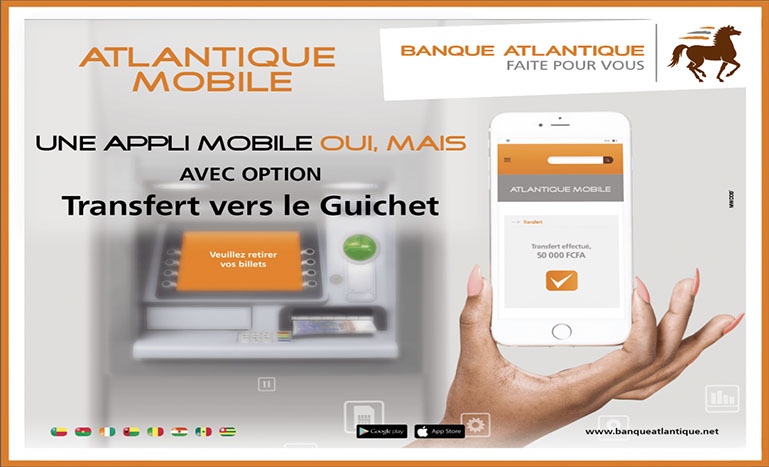 ATLANTIQUE
MOBILE
BANQUE ATLANTIQUE
FAITE POUR VOUS
UNE APPLI MOBILE OUI, MAIS
AVEC OPTION
Transfert vers le Guichet
Veuillez retirer
vos billets
ATLANTIQUE MOBILE
Transfert
Transfert effectué,
50 000 FCFA
Google play
App Store
www.banqueatlantique.net